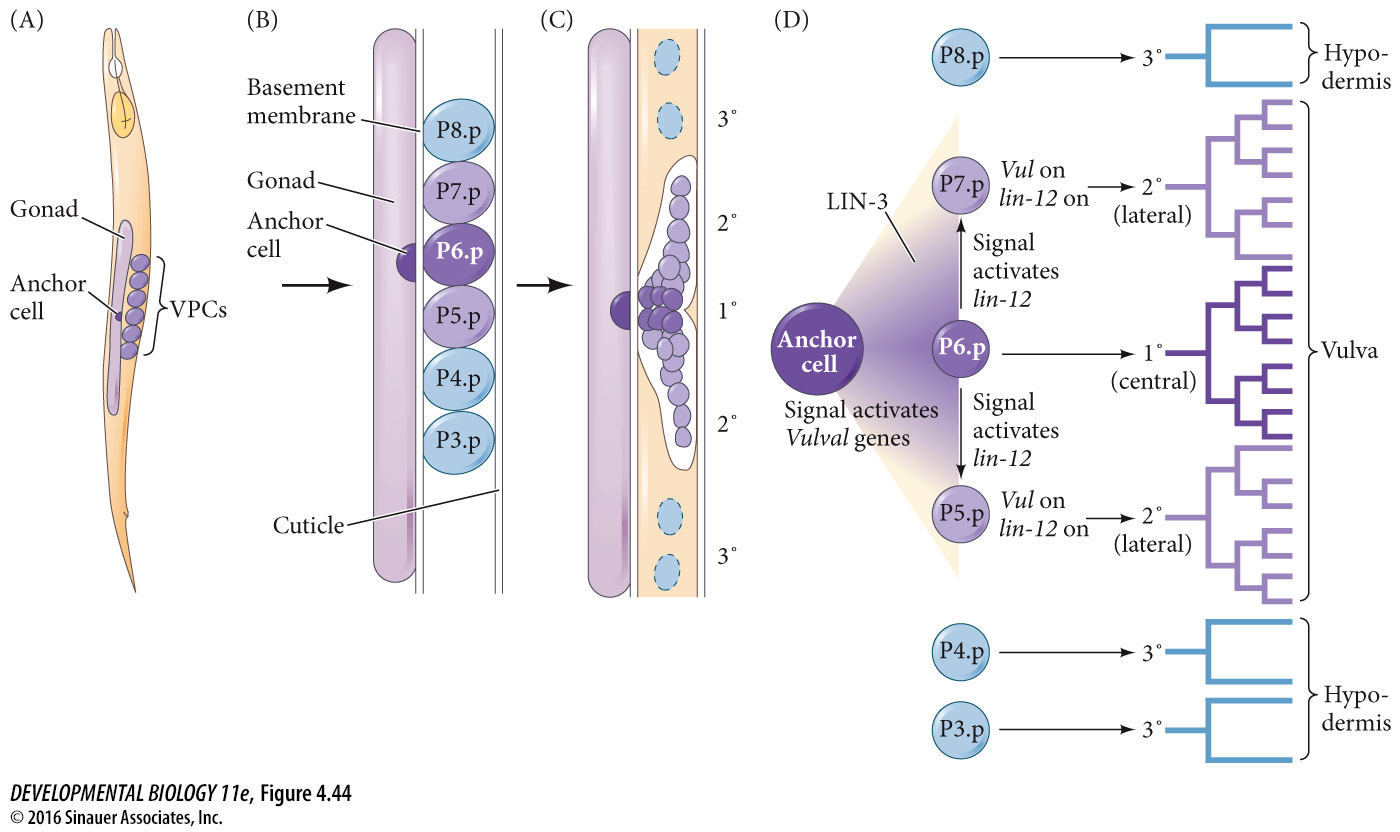 (A)
Gonad
Anchor
cell
VPCs
(B)
Basement
membrane
Gonad
Anchor
cell
P8.p
P7.p
P6.p
P5.p
P4.p
P3.p
Cuticle
(C)
3°
2°
1°
2°
3°
(D)
P8.p
3°
Hypo-
dermis
LIN-3
P7.p
Vul on
lin-12 on
2°
(lateral)
Signal
activates
lin-12
Anchor
cell
P6.p
1°
(central)
Vulva
Signal activates
Vulval genes
Signal
activates
lin-12
P5.p
Vul on
lin-12 on
2°
(lateral)
P4.p
3°
P3.p
3°
Hypo-
dermis
DEVELOPMENTAL BIOLOGY 11e, Figure 4.44
© 2016 Sinauer Associates, Inc.